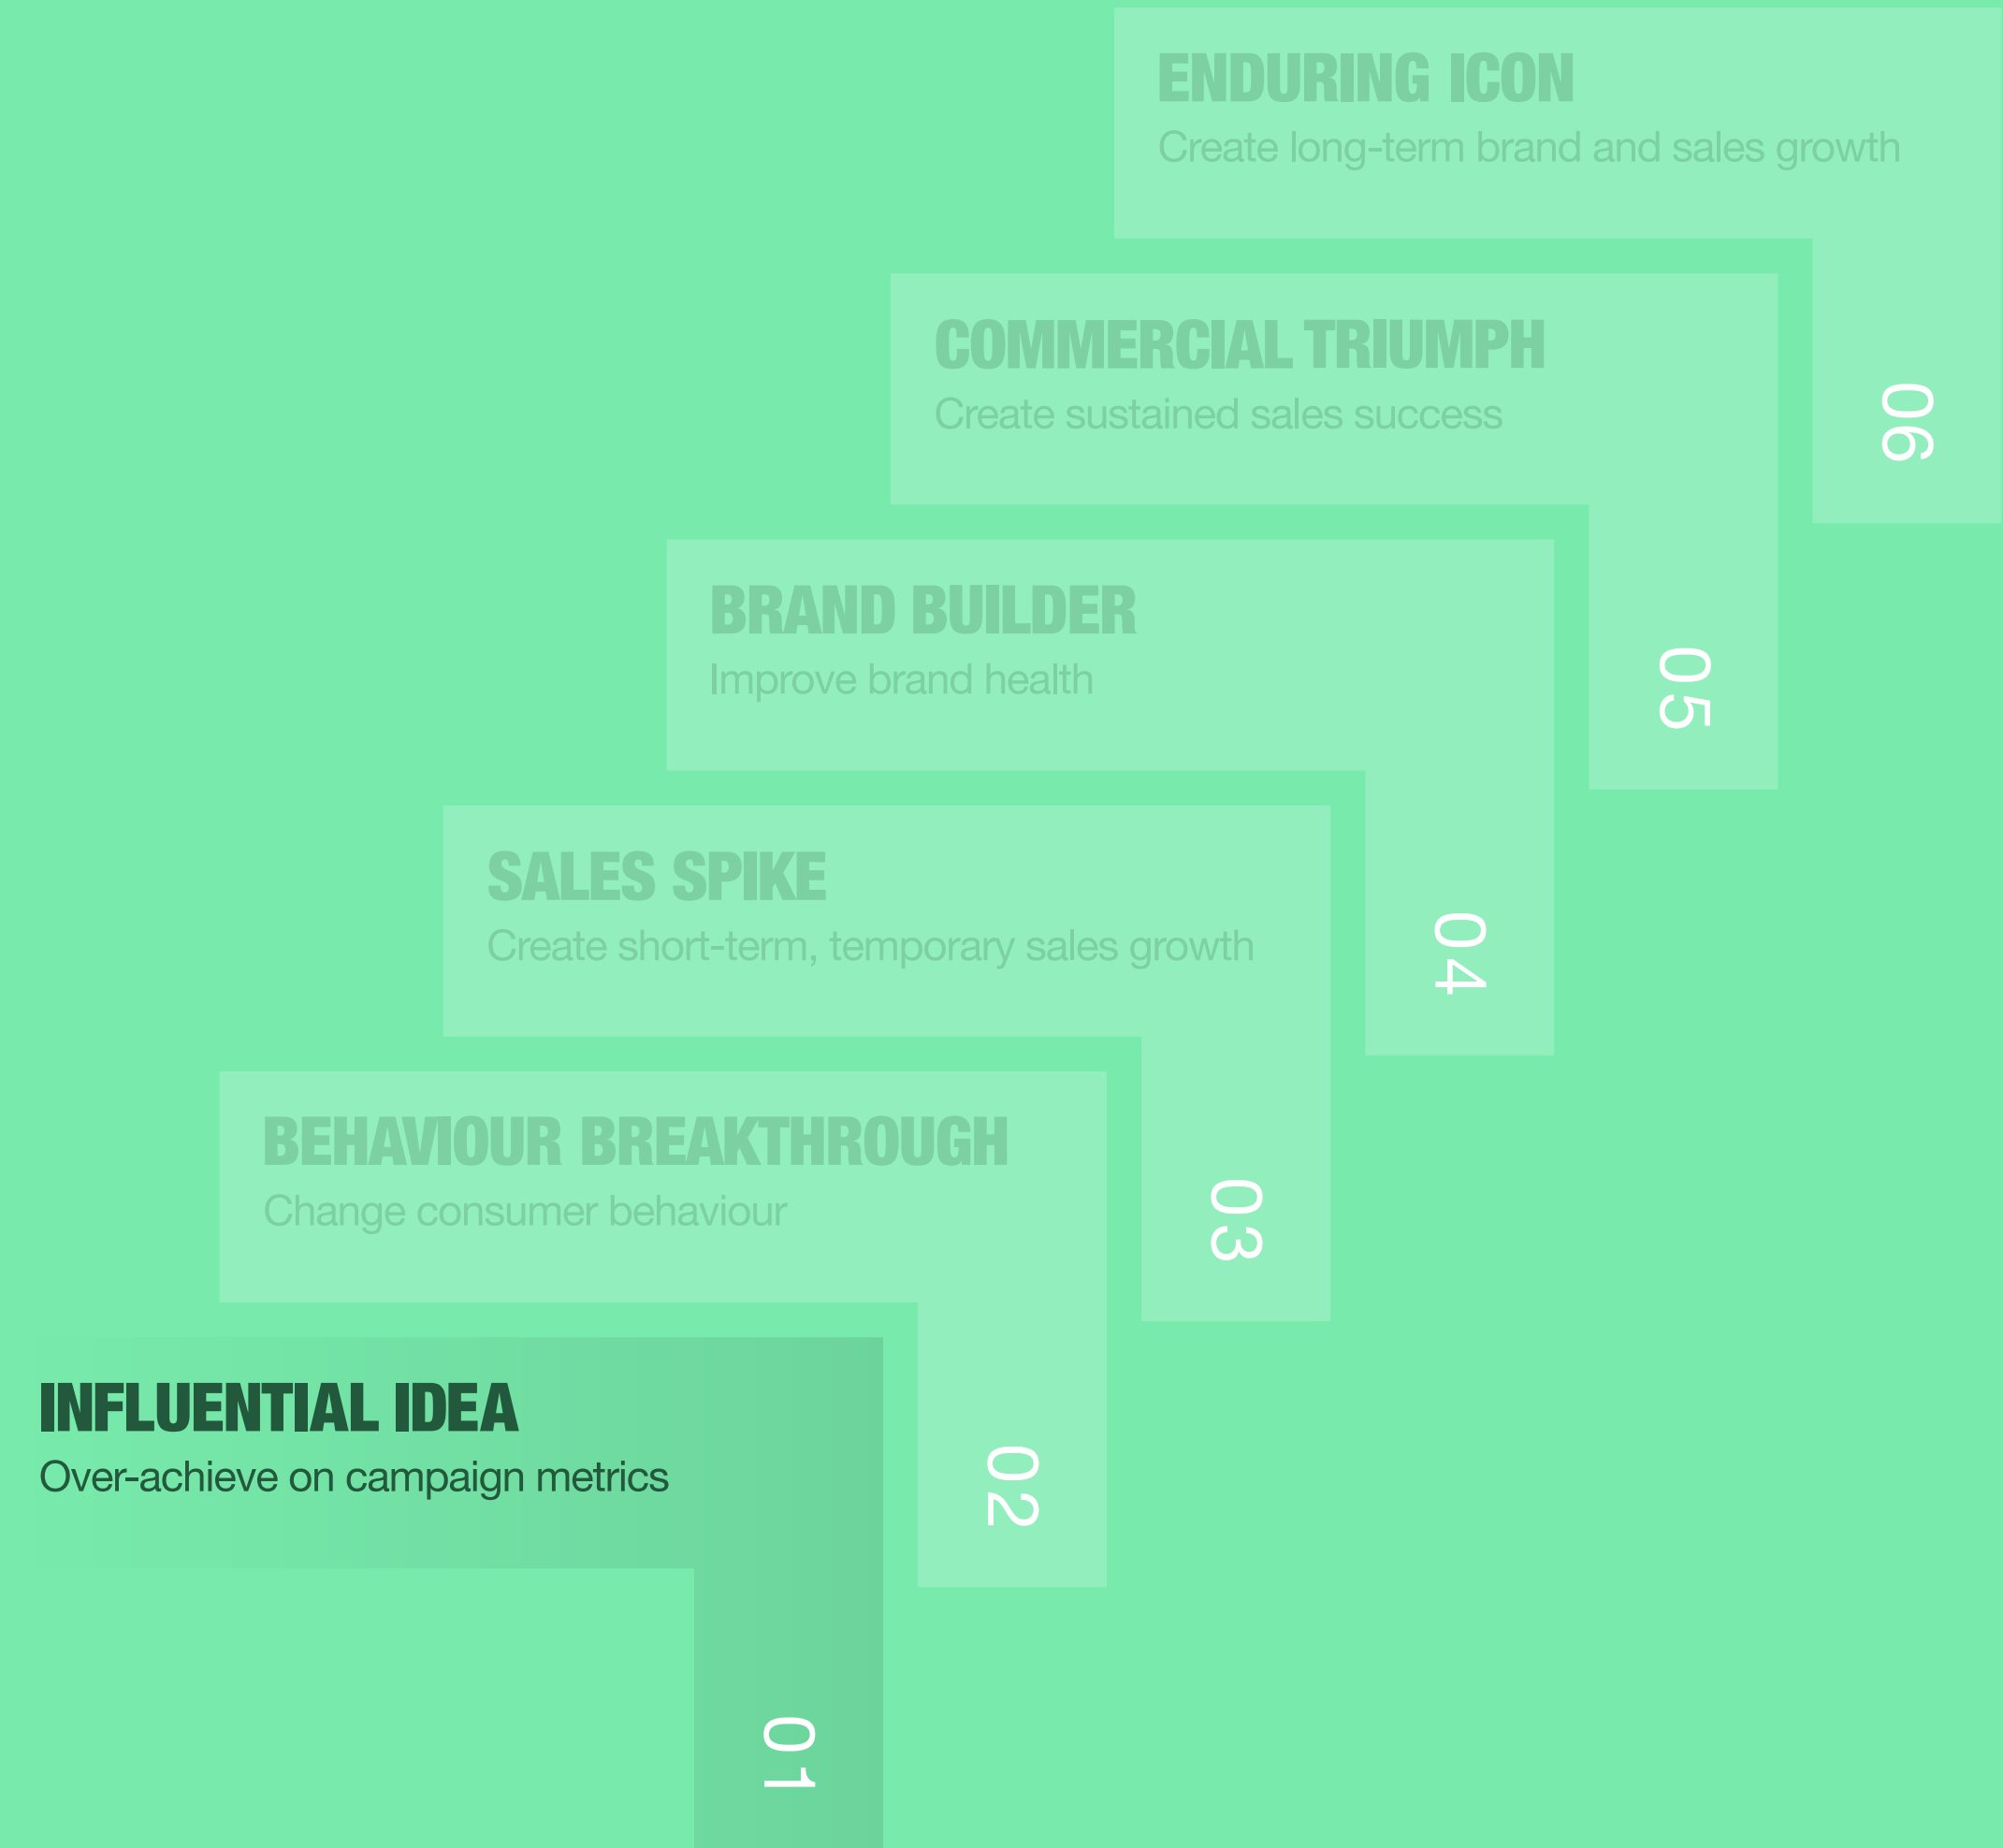 ENDURING ICON
Create long-term brand and sales growth
06
COMMERCIAL TRIUMPH
Create sustained sales success
05
BRAND BUILDER
Improve brand health
04
SALES SPIKE
Create short-term, temporary sales growth
03
BEHAVIOUR BREAKTHROUGH
Change consumer behaviour
02
INFLUENTIAL IDEA
Over-achieve on campaign metrics
01